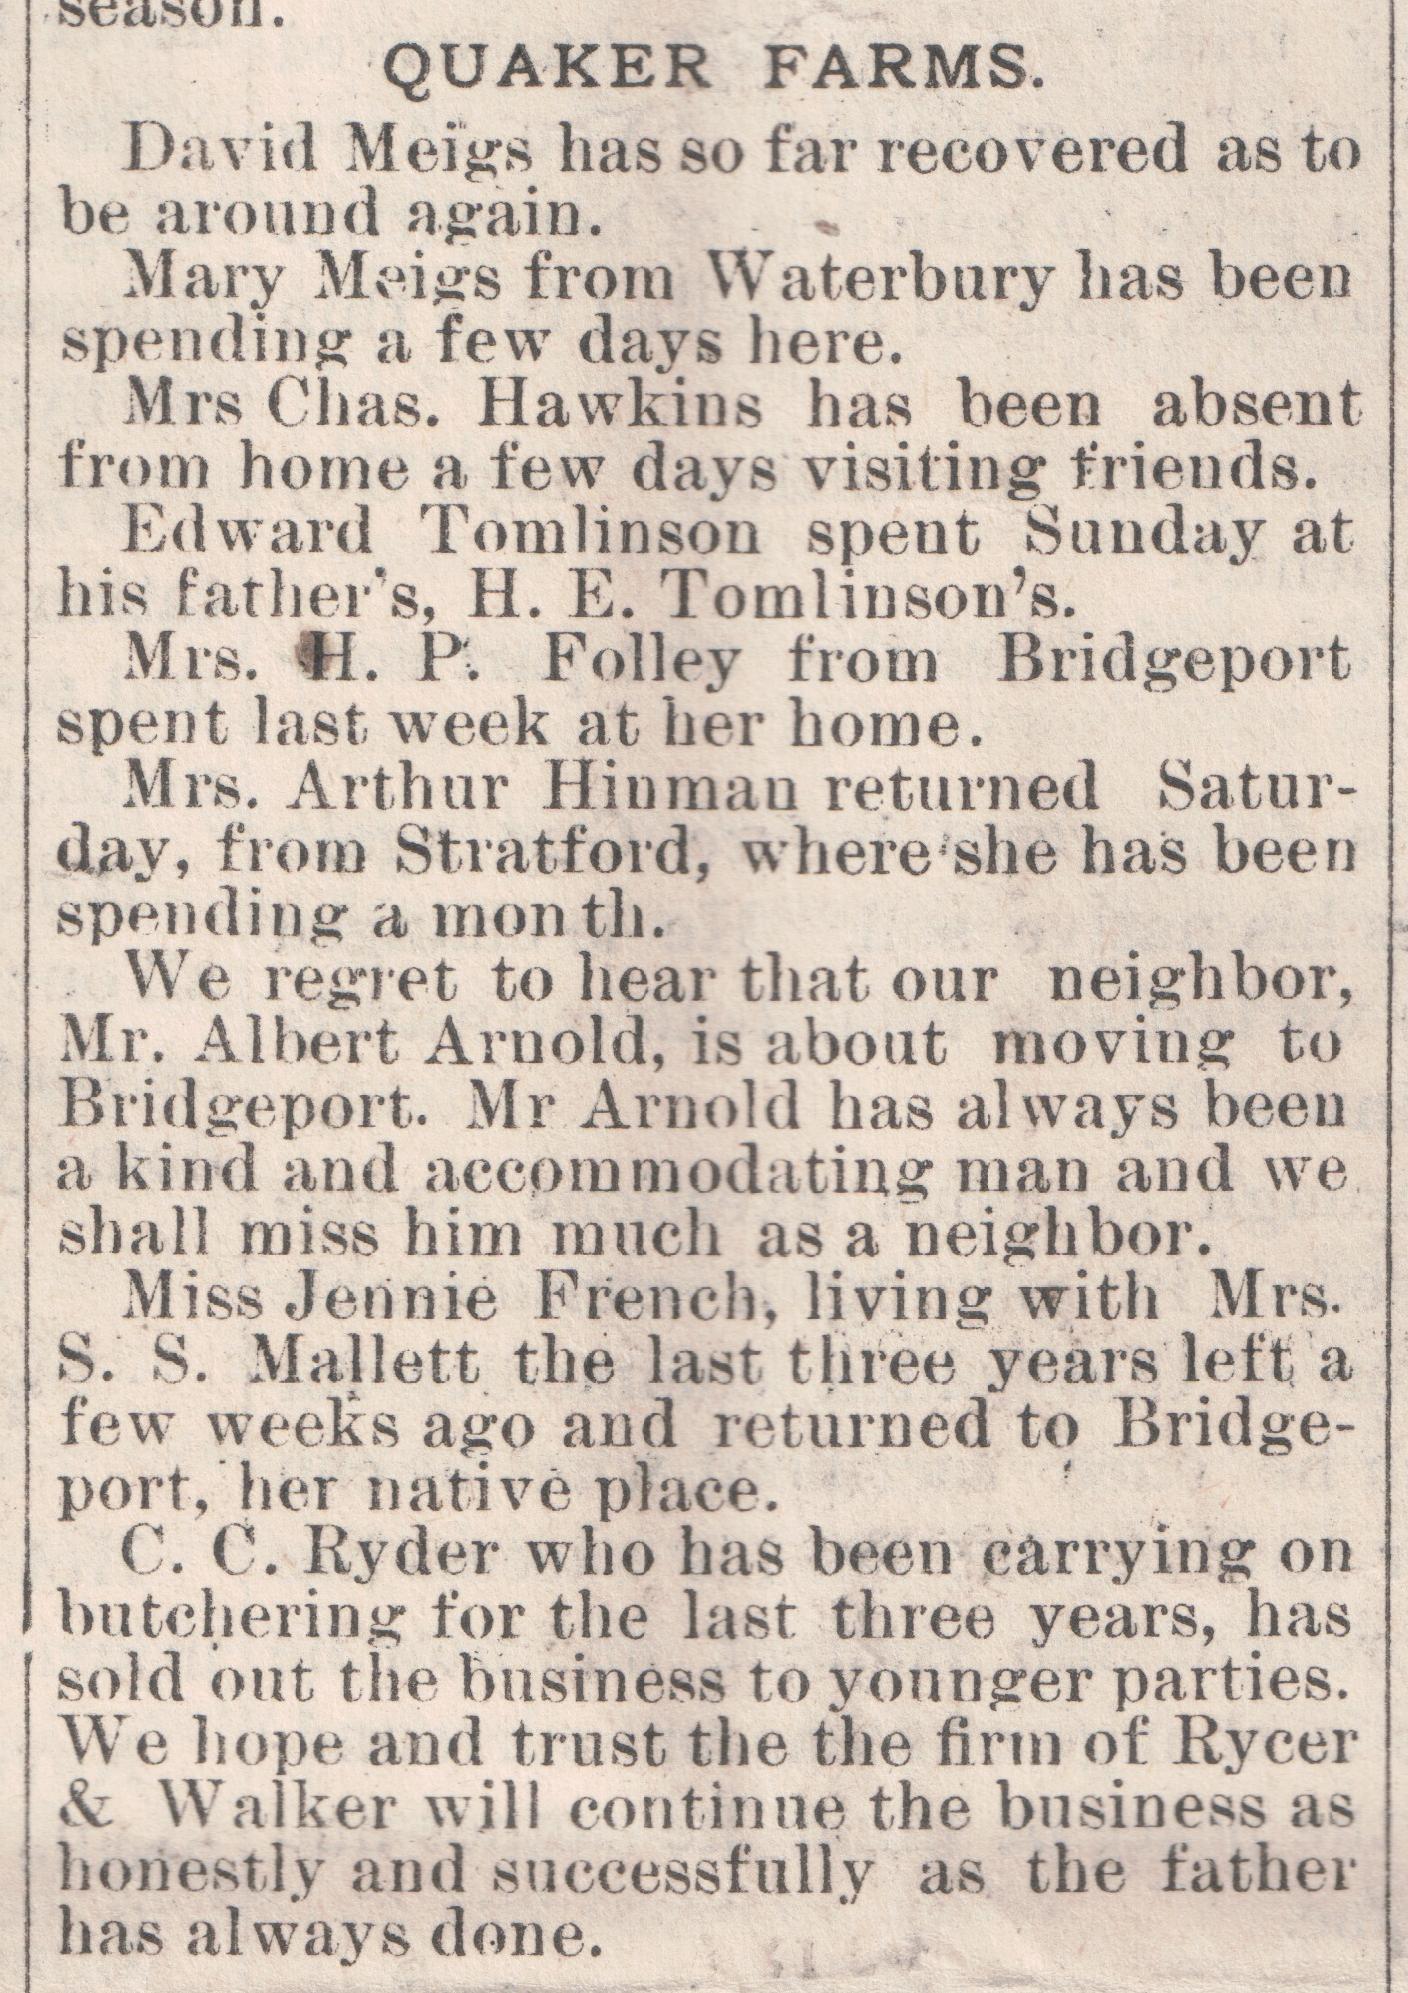 season.
QUAKER FARMS.
David Meigs has so far recovered as to
be around again.
Mary Meigs from Waterbury has been
spending a few days here.
Mrs Chas. Hawkins has been absent
from home a few days visiting friends.
Edward Tomlinson spent Sunday at
his father's, H. E. Tomlinson's.
Mrs. H. P. Folley from Bridgeport
spent last week at her home.
Mrs. Arthur Hinman returned Satur-
day, from Stratford, where she has been
spending a month.
We regret to hear that our neighbor,
Mr. Albert Arnold, is about moving to
Bridgeport. Mr Arnold has always been
a kind and accommodating man and we
shall miss him much as a neighbor.
Miss Jennie French, living with Mrs.
S. S. Mallett the last three years left a
few weeks ago and returned to Bridge-
port, her native place.
C. C. Ryder who has been carrying on
butchering for the last three years, has
sold out the business to younger parties.
We hope and trust the the firm of Rycer
& Walker will continue the business as
honestly and successfully as the father
has always done.